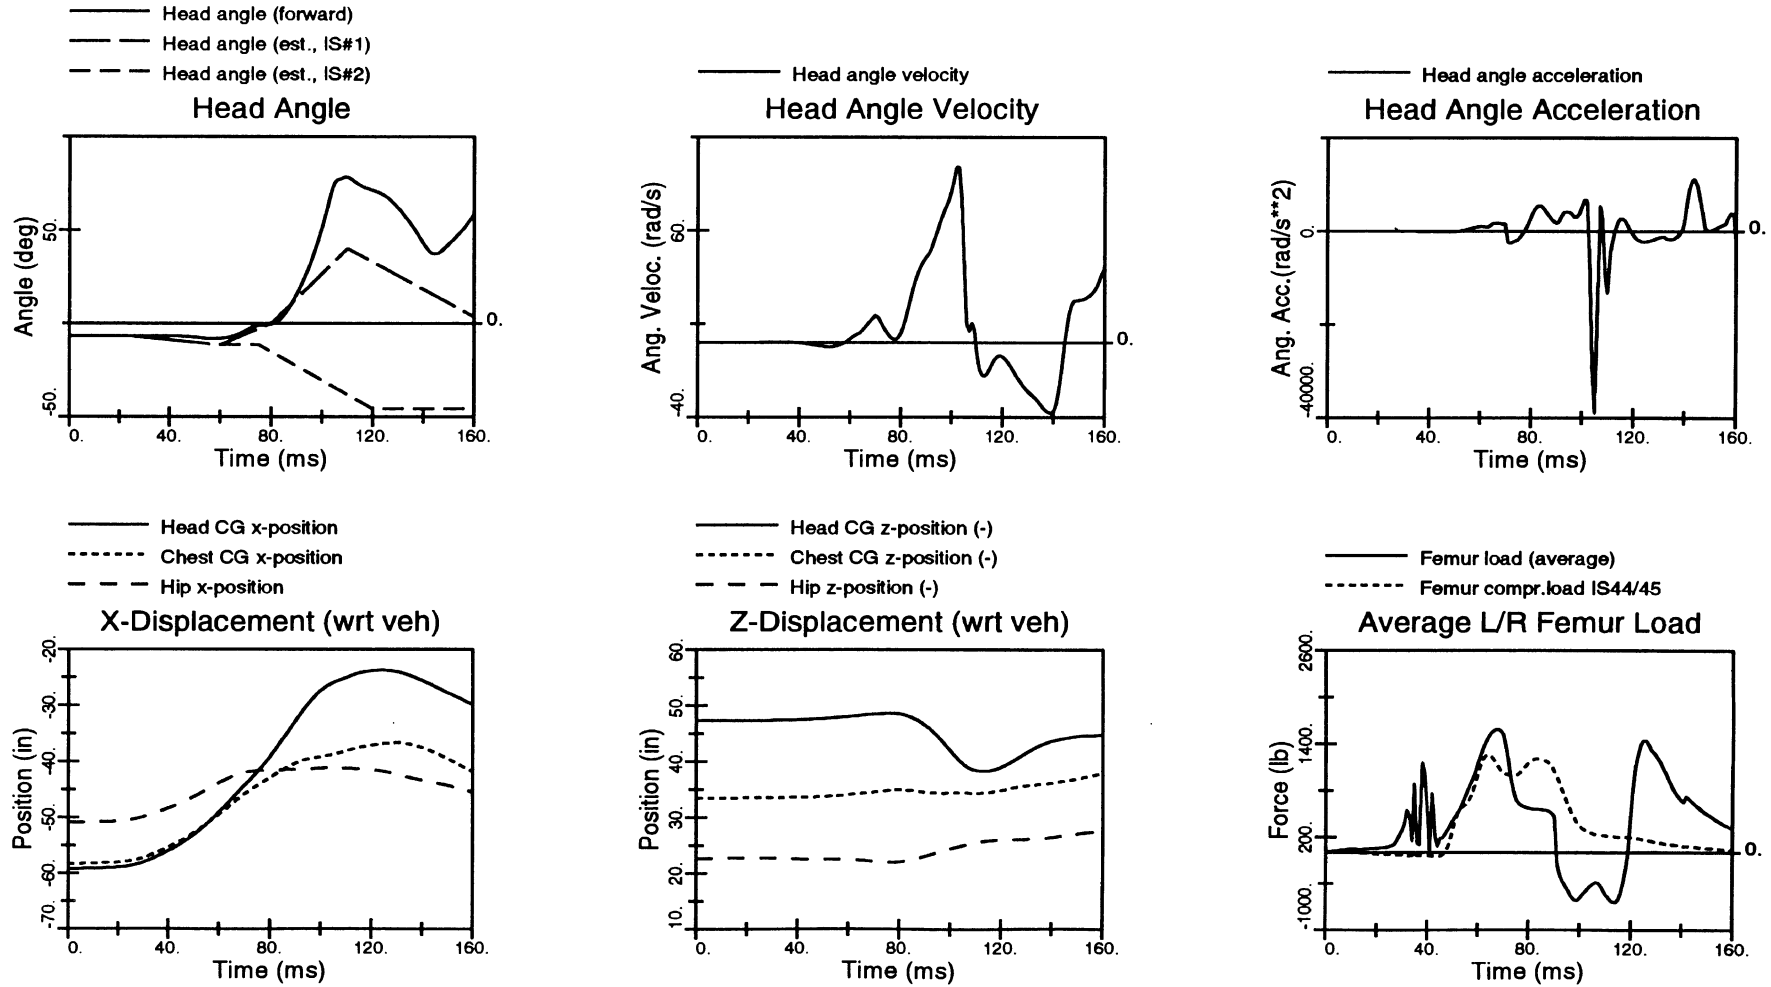 Head angle (forward)
Head angle (est., IS#1)
Head angle (est., IS#2)
Head Angle
50.
0.
-50.
Angle (deg)
0. 40. 80. 120. 160.
Time (ms)
Head angle velocity
Head Angle Velocity
60.
0.
40.
Ang. Veloc. (rad/s)
0. 40. 80. 120. 160.
Time (ms)
Head angle acceleration
Head Angle Acceleration
0.
0.
-40000.
Ang. Acc.(rad/s**2)
0. 40. 80. 120. 160.
Time (ms)
Head CG x-position
Chest CG x-position
Hip x-position
X-Displacement (wrt veh)
-20.
-30.
-40.
-50.
-60.
-70.
Position (in)
0. 40. 80. 120. 160.
Time (ms)
Head CG z-position (-)
Chest CG z-position (-)
Hip z-position (-)
Z-Displacement (wrt veh)
60.
50.
40.
30.
20.
10.
Position (in)
0. 40. 80. 120. 160.
Time (ms)
Femur load (average)
Femur compr.load IS44/45
Average L/R Femur Load
2600.
1400.
200.
0.
-1000.
Force (lb)
0. 40. 80. 120. 160.
Time (ms)